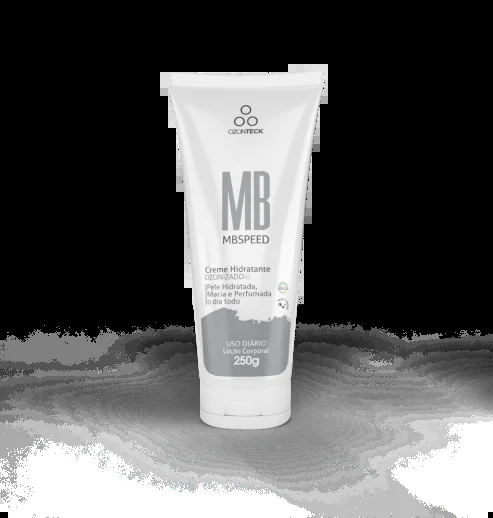 OZONTECK
MB
MBSPEED
Creme Hidratante
OZONIZADO
Pele Hidratada,
Macia e Perfumada
o dia todo
USO DIÁRIO
Loção Corporal
250g